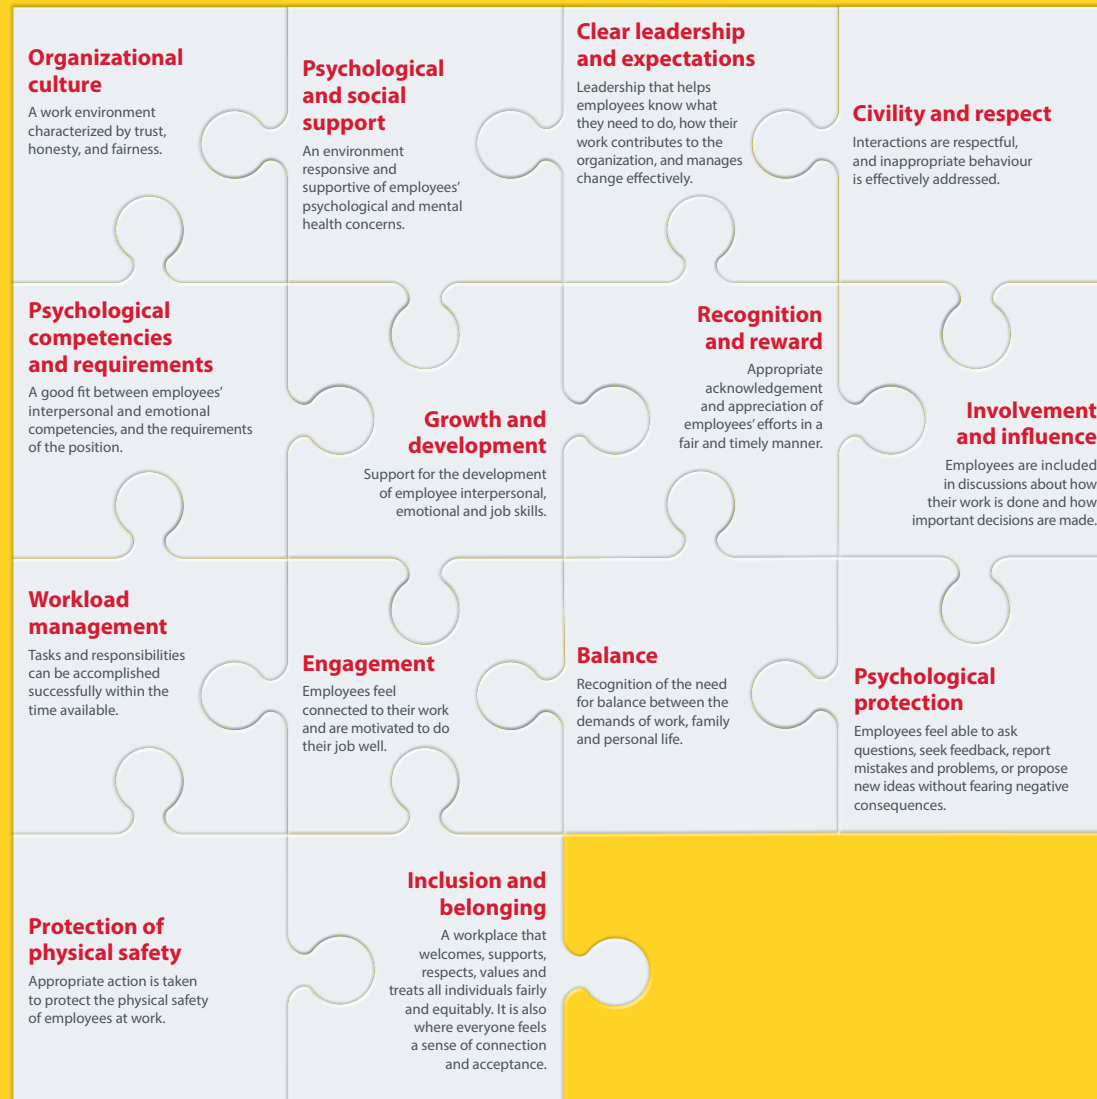 Organizational
culture
A work environment
characterized by trust,
honesty, and fairness.
Psychological
and social
support
An environment
responsive and
supportive of employees’
psychological and mental
health concerns.
Clear leadership
and expectations
Leadership that helps
employees know what
they need to do, how their
work contributes to the
organization, and manages
change effectively.
Civility and respect
Interactions are respectful,
and inappropriate behaviour
is effectively addressed.
Psychological
competencies
and requirements
A good fit between employees’
interpersonal and emotional
competencies, and the requirements
of the position.
Growth and
development
Support for the development
of employee interpersonal,
emotional and job skills.
Recognition
and reward
Appropriate
acknowledgement
and appreciation of
employees’ efforts in a
fair and timely manner.
Involvement
and influence
Employees are included
in discussions about how
their work is done and how
important decisions are made.
Workload
management
Tasks and responsibilities
can be accomplished
successfully within the
time available.
Engagement
Employees feel
connected to their work
and are motivated to do
their job well.
Balance
Recognition of the need
for balance between the
demands of work, family
and personal life.
Psychological
protection
Employees feel able to ask
questions, seek feedback, report
mistakes and problems, or propose
new ideas without fearing negative
consequences.
Protection of
physical safety
Appropriate action is taken
to protect the physical safety
of employees at work.
Inclusion and
belonging
A workplace that
welcomes, supports,
respects, values and
treats all individuals fairly
and equitably. It is also
where everyone feels
a sense of connection
and acceptance.